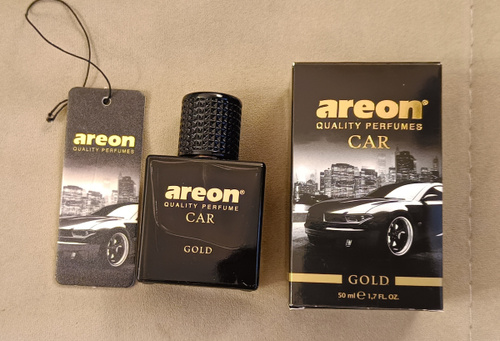 areon
QUALITY PERFUMES
areon®
QUALITY PERFUME
CAR
GOLD
areon®
QUALITY PERFUMES
CAR
GOLD
50 ml e 1,7 FL. OZ.